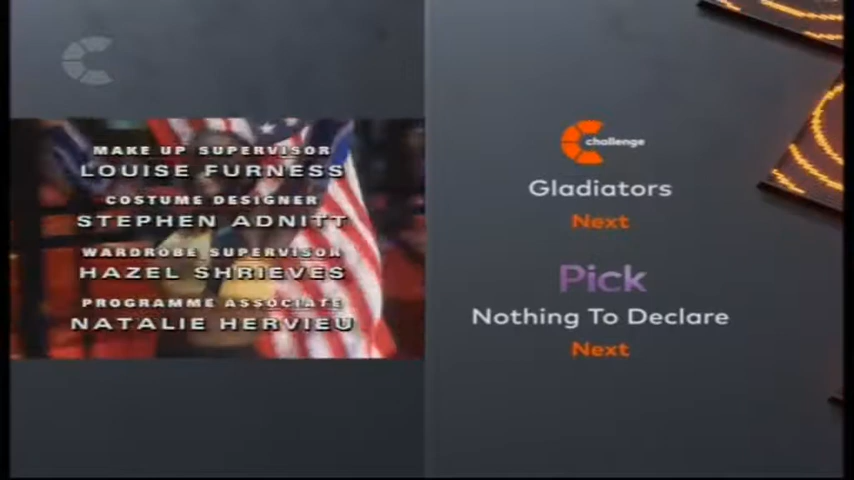 MAKE UP SUPERVISOR
LOUISE FURNESS
COSTUME DESIGNER
STEPHEN ADNITT
WARDROBE SUPERVISOR
HAZEL SHRIEVES
PROGRAMME ASSOCIATE
NATALIE HERVIEU
challenge
Gladiators
Next
Pick
Nothing To Declare
Next